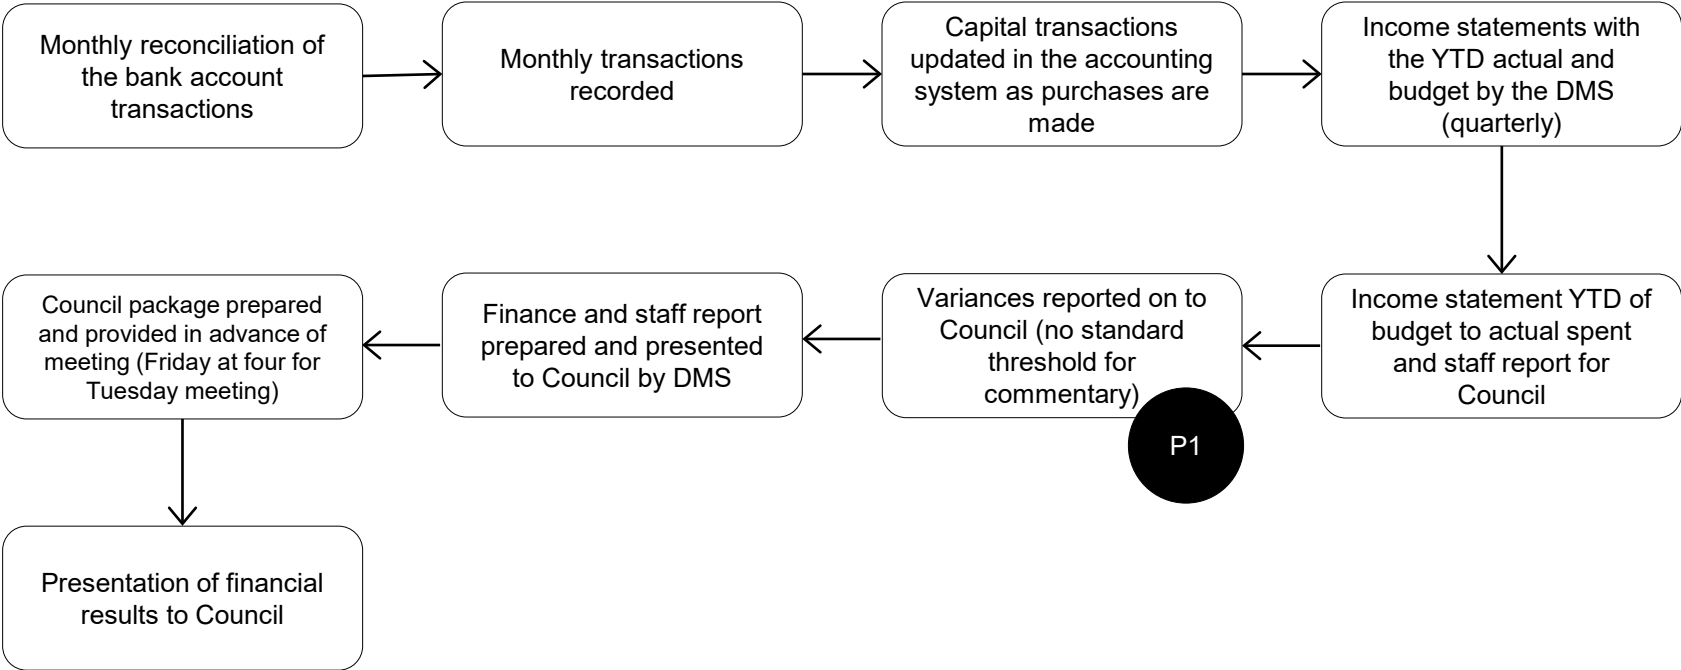 Monthly reconciliation of
the bank account
transactions
Monthly transactions
recorded
Capital transactions
updated in the accounting
system as purchases are
made
Income statements with
the YTD actual and
budget by the DMS
(quarterly)
Income statement YTD of
budget to actual spent
and staff report for
Council
Variances reported on to
Council (no standard
threshold for
commentary)
P1
Finance and staff report
prepared and presented
to Council by DMS
Council package prepared
and provided in advance of
meeting (Friday at four for
Tuesday meeting)
Presentation of financial
results to Council